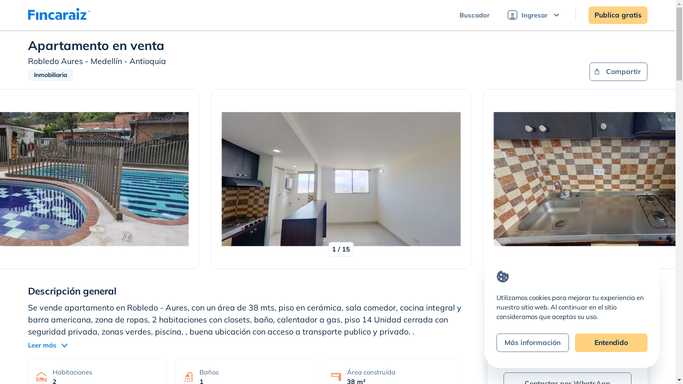 Fincaraiz
Buscador
Ingresar
Publica gratis
Apartamento en venta
Robledo Aures - Medellín - Antioquia
Inmobiliaria
Compartir
1 / 15
Descripción general
Se vende apartamento en Robledo - Aures, con un área de 38 mts, piso en cerámica, sala comedor, cocina integral y
barra americana, zona de ropas, 2 habitaciones con closets, baño, calentador a gas, piso 14 Unidad cerrada con
seguridad privada, zonas verdes, piscina, , buena ubicación con acceso a transporte publico y privado. .
Leer más
Habitaciones
2
Baños
1
Área construida
38 m²
Utilizamos cookies para mejorar tu experiencia en
nuestro sitio web. Al continuar en el sitio
consideramos que aceptas su uso.
Más información
Entendido
Contactar por WhatsApp